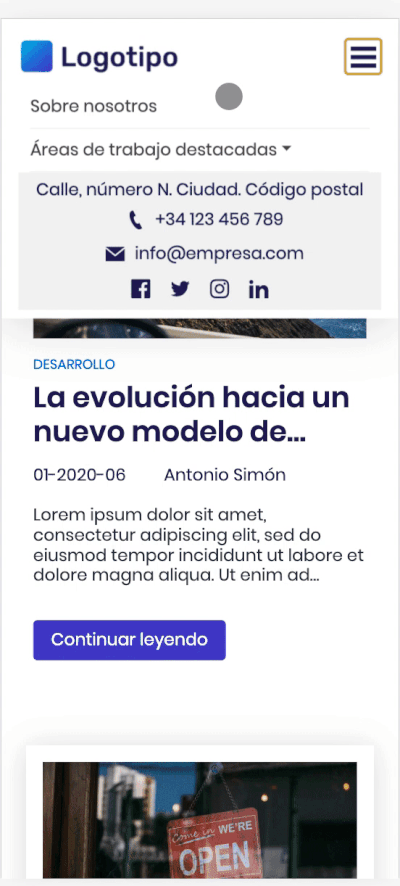 Logotipo
Sobre nosotros
Áreas de trabajo destacadas
Calle, número N. Ciudad. Código postal
+34 123 456 789
info@empresa.com
DESARROLLO
La evolución hacia un
nuevo modelo de...
01-2020-06 Antonio Simón
Lorem ipsum dolor sit amet,
consectetur adipiscing elit, sed do
eiusmod tempor incididunt ut labore et
dolore magna aliqua. Ut enim ad...
Continuar leyendo
Come in WE'RE
OPEN